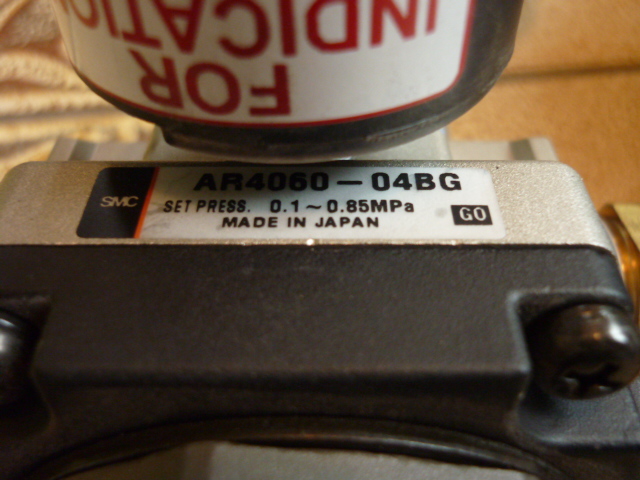 FOR
INDICATIO
SMC
AR4060-04BG
SET PRESS. 0.1~0.85MPa
MADE IN JAPAN
GO